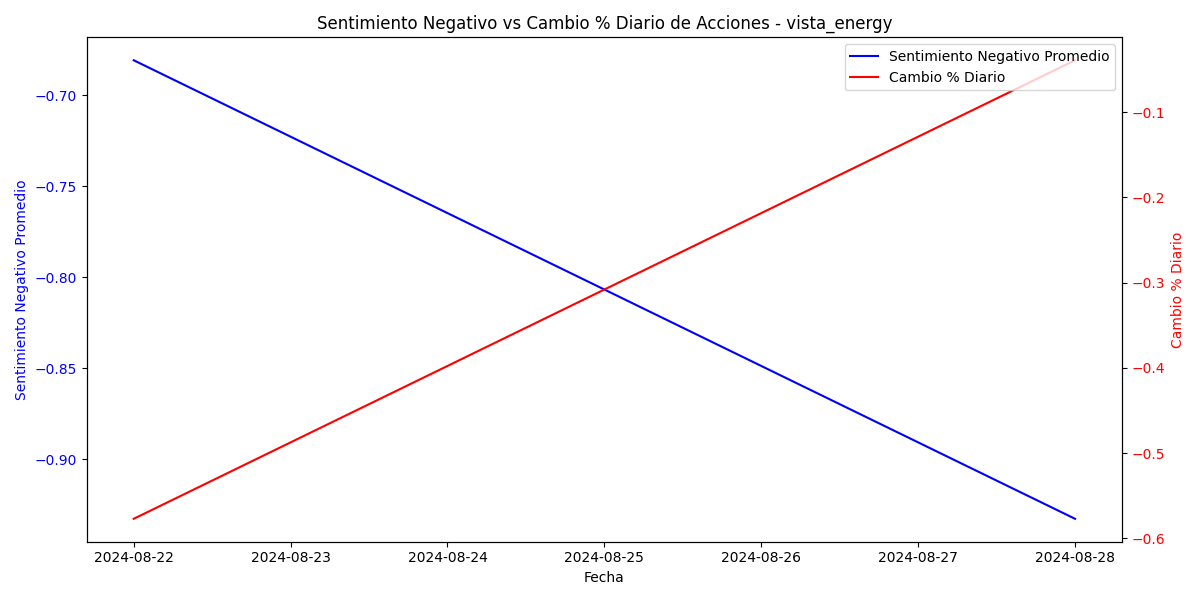 Sentimiento Negativo vs Cambio % Diario de Acciones - vista_energy
Sentimiento Negativo Promedio
Cambio % Diario
Sentimiento Negativo Promedio
−0.70
−0.75
−0.80
−0.85
−0.90
−0.1
−0.2
−0.3
−0.4
−0.5
−0.6
Cambio % Diario
2024-08-22 2024-08-23 2024-08-24 2024-08-25 2024-08-26 2024-08-27 2024-08-28
Fecha